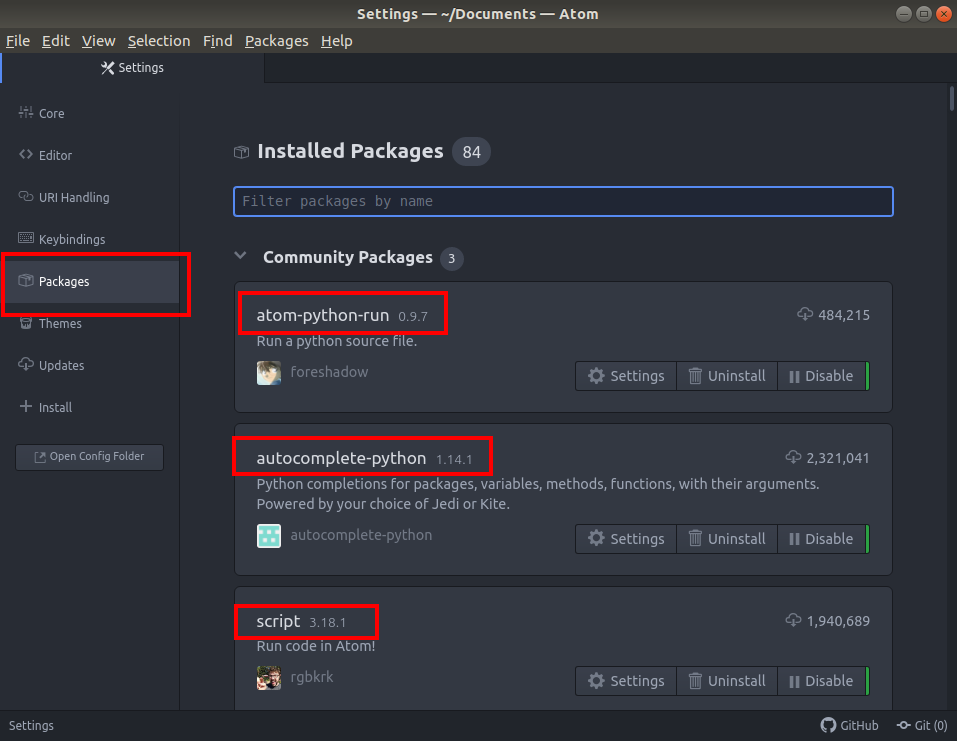 Settings — ~/Documents — Atom
File Edit View Selection Find Packages Help
Settings
Core
Editor
URI Handling
Keybindings
Packages
Themes
Updates
Install
Open Config Folder
Installed Packages 84
Filter packages by name
Community Packages 3
atom-python-run 0.9.7 484,215
Run a python source file.
foreshadow
Settings Uninstall Disable
autocomplete-python 1.14.1 2,321,041
Python completions for packages, variables, methods, functions, with their arguments.
Powered by your choice of Jedi or Kite.
autocomplete-python
Settings Uninstall Disable
script 3.18.1 1,940,689
Run code in Atom!
rgbkrk
Settings Uninstall Disable
Settings GitHub Git (0)